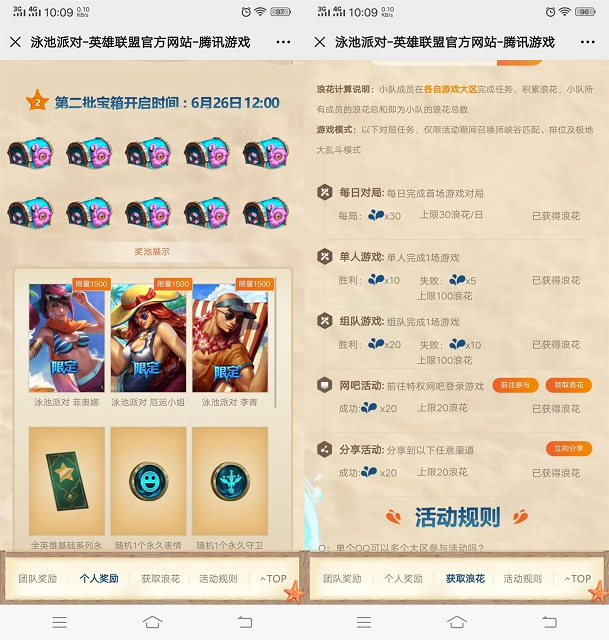 3G 4G 10:09 0.10 KB/s 97
泳池派对-英雄联盟官方网站-腾讯游戏
2 第二批宝箱开启时间：6月26日12:00
奖池展示
限量1500 限量1500 限量1500
限定 限定 限定
泳池派对 菲奥娜 泳池派对 厄运小姐 泳池派对 李青
全英雄基础系列永 随机1个永久表情 随机1个永久守卫
团队奖励 个人奖励 获取浪花 活动规则 ^TOP
3G 4G 10:09 0.10 KB/s 96
泳池派对-英雄联盟官方网站-腾讯游戏
浪花计算说明：小队成员在各自游戏大区完成任务，积累浪花，小队所
有成员的浪花总和即为小队的浪花总数
游戏模式：以下对局任务，仅限活动期间召唤师峡谷匹配、排位及极地
大乱斗模式
每日对局: 每日完成首场游戏对局
每局: x30 上限30浪花/日 已获得浪花
单人游戏: 单人完成1场游戏
胜利: x10 失败: x5 已获得浪花
上限100浪花
组队游戏: 组队完成1场游戏
胜利: x20 失败: x10 已获得浪花
上限100浪花
网吧活动: 前往特权网吧登录游戏 前往参与 领取浪花
成功: x20 上限20浪花 已获得浪花
分享活动: 分享到以下任意渠道 立即分享
成功: x20 上限20浪花 已获得浪花
活动规则
Q：单个QQ可以多个大区参与活动吗？
团队奖励 个人奖励 获取浪花 活动规则 ^TOP